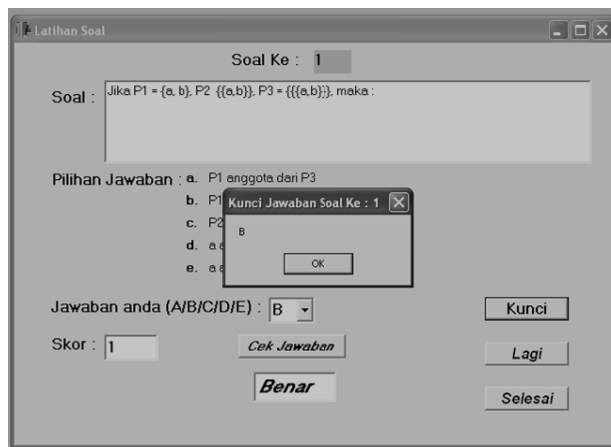 Latihan Soal
Soal Ke : 1
Soal : Jika P1 = {a, b}, P2 {{a,b}}, P3 = {{{a,b}}}, maka :
Pilihan Jawaban : a. P1 anggota dari P3
b. P1
c. P2
d. a
e. a
Kunci Jawaban Soal Ke : 1
B
OK
Jawaban anda (A/B/C/D/E) : B
Kunci
Skor : 1
Cek Jawaban
Lagi
Benar
Selesai